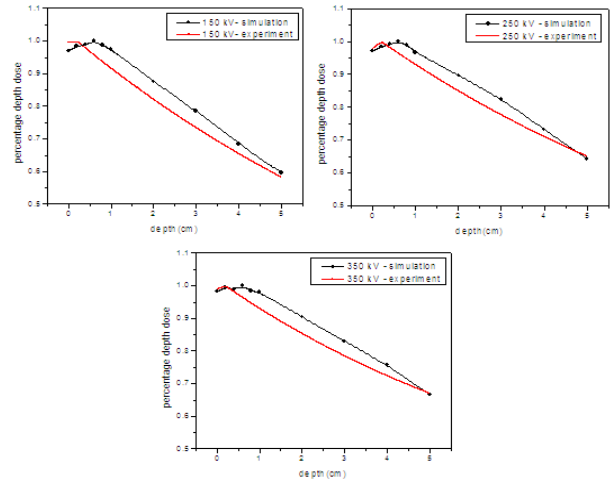 150 kV- simulation
150 kV- experiment
1.1
1.0
0.9
0.8
0.7
0.6
0.5
percentage depth dose
0 1 2 3 4 5
depth (cm)
250 kV - simulation
250 kV - experiment
1.1
1.0
0.9
0.8
0.7
0.6
0.5
percentage depth dose
0 1 2 3 4 5
depth (cm)
350 kV - simulation
350 kV - experiment
1.1
1.0
0.9
0.8
0.7
0.6
0.5
percentage depth dose
0 1 2 3 4 5
depth (cm)